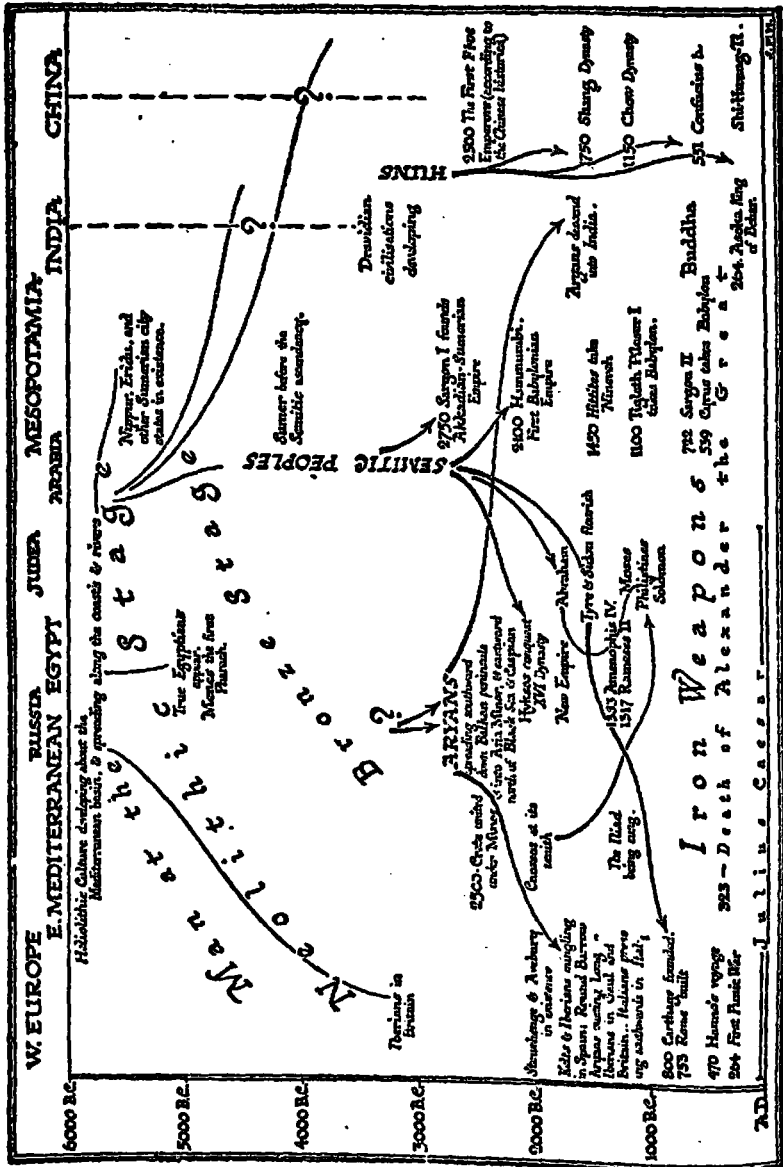 W. EUROPE
E. MEDITERRANEAN
RUSSIA
EGYPT
JUDEA
ARABIA
MESOPOTAMIA
INDIA
CHINA
6000 B.C.
5000 B.C.
4000 B.C.
3000 B.C.
2000 B.C.
1000 B.C.
A.D.
Heliolithic Culture developing about the
Mediterranean basin, & spreading along the coasts & rivers
Man at the
Neolithic Stage
Bronze Stage
Nippur, Eridu, and
other Sumerian city
states in existence.
True Egyptians
appear.
Menes the first
Pharaoh.
Sumer before the
Semitic ascendancy.
?
?
Dravidian
civilisations
developing
Iberians in
Britain
?
SEMITIC PEOPLES
HUNS
ARYANS
spreading southward
down Balkan peninsula
& into Asia Minor, & eastward
north of Black Sea & Caspian
2750 Sargon I founds
Akkadian-Sumerian
Empire
2500 The First Five
Emperors (according to
the Chinese historical)
2500 Crete united
under Minos
Stonehenge & Avebury
in existence
Kelts & Iberians mingling
in Spain: Round Barrow
Aryans Long
Iberians in Gaul and
Britain. Italians press
ing southwards in Italy
Cnossos at its
zenith
Hyksos conquest
XVI Dynasty
New Empire
2100 Hammurabi.
First Babylonian
Empire
Aryans descend
into India.
1750 Shang Dynasty
1150 Chow Dynasty
Abraham
Tyre & Sidon flourish
1450 Hittites take
Nineveh
1100 Tiglath Pileser I
takes Babylon.
Amenophis IV.
1317 Rameses II
Moses
Philistines
Solomon
The Iliad
being sung.
800 Carthage founded.
753 Rome built
722 Sargon II
539 Cyrus takes Babylon
Buddha
551 Confucius b.
Iron Weapons
470 Hanno's voyage
264 First Punic War
323 - Death of Alexander the Great
264. Asoka King
of Behar.
Shi-Hwang-Ti.
Julius Caesar